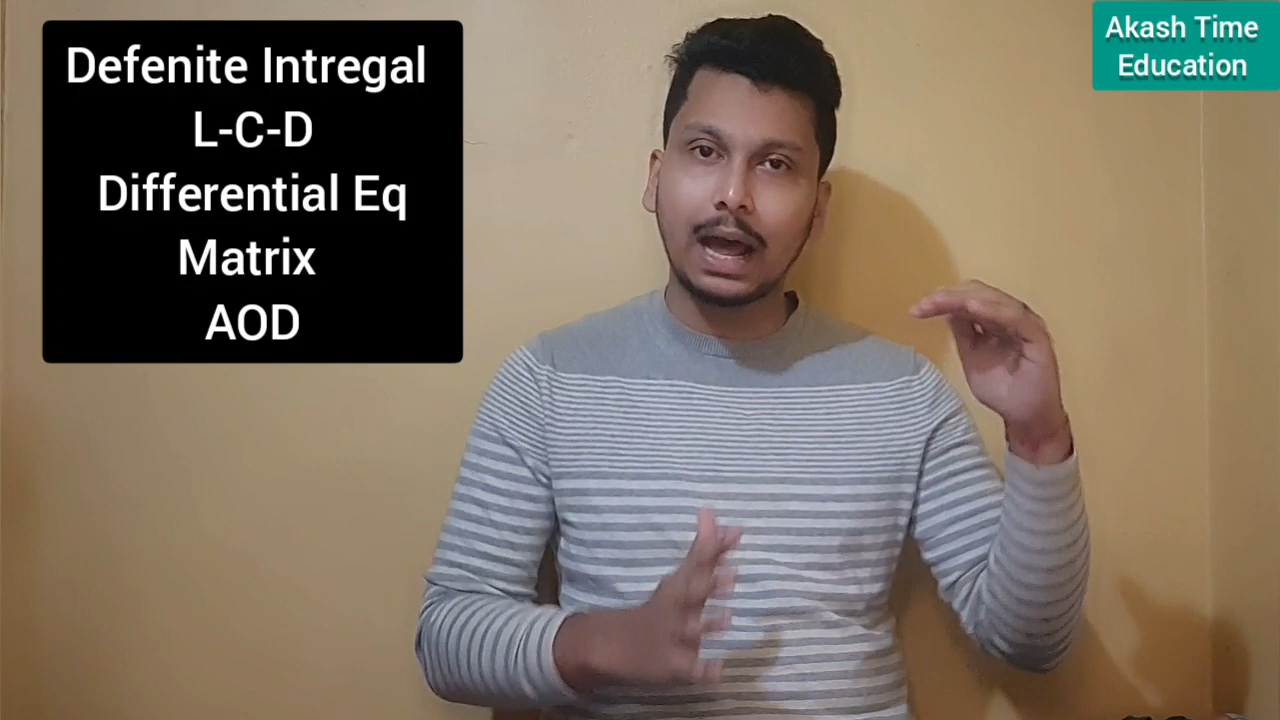 Defenite Intregal
L-C-D
Differential Eq
Matrix
AOD
Akash Time
Education